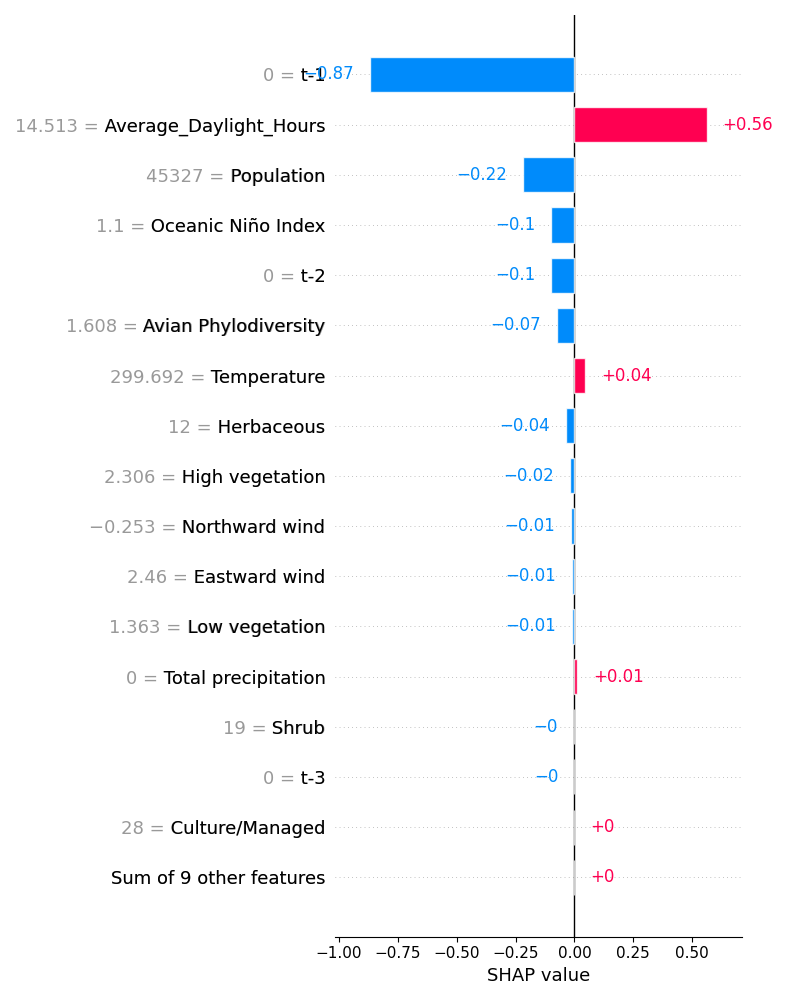 0 = t-1 −0.87
14.513 = Average_Daylight_Hours +0.56
45327 = Population −0.22
1.1 = Oceanic Niño Index −0.1
0 = t-2 −0.1
1.608 = Avian Phylodiversity −0.07
299.692 = Temperature +0.04
12 = Herbaceous −0.04
2.306 = High vegetation −0.02
−0.253 = Northward wind −0.01
2.46 = Eastward wind −0.01
1.363 = Low vegetation −0.01
0 = Total precipitation +0.01
19 = Shrub −0
0 = t-3 −0
28 = Culture/Managed +0
Sum of 9 other features +0
−1.00 −0.75 −0.50 −0.25 0.00 0.25 0.50
SHAP value